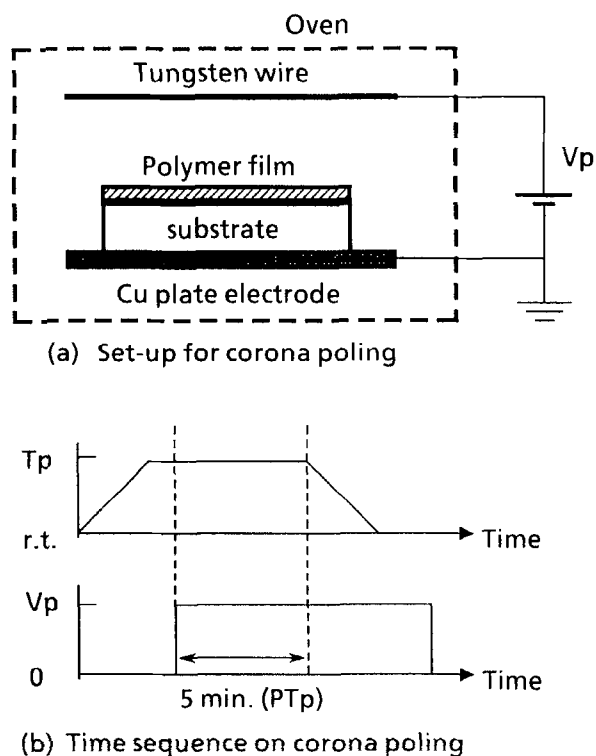 Oven
Tungsten wire
Polymer film
Vp
substrate
Cu plate electrode
(a) Set-up for corona poling
Tp
r.t.
Time
Vp
0
Time
5 min. (PTp)
(b) Time sequence on corona poling